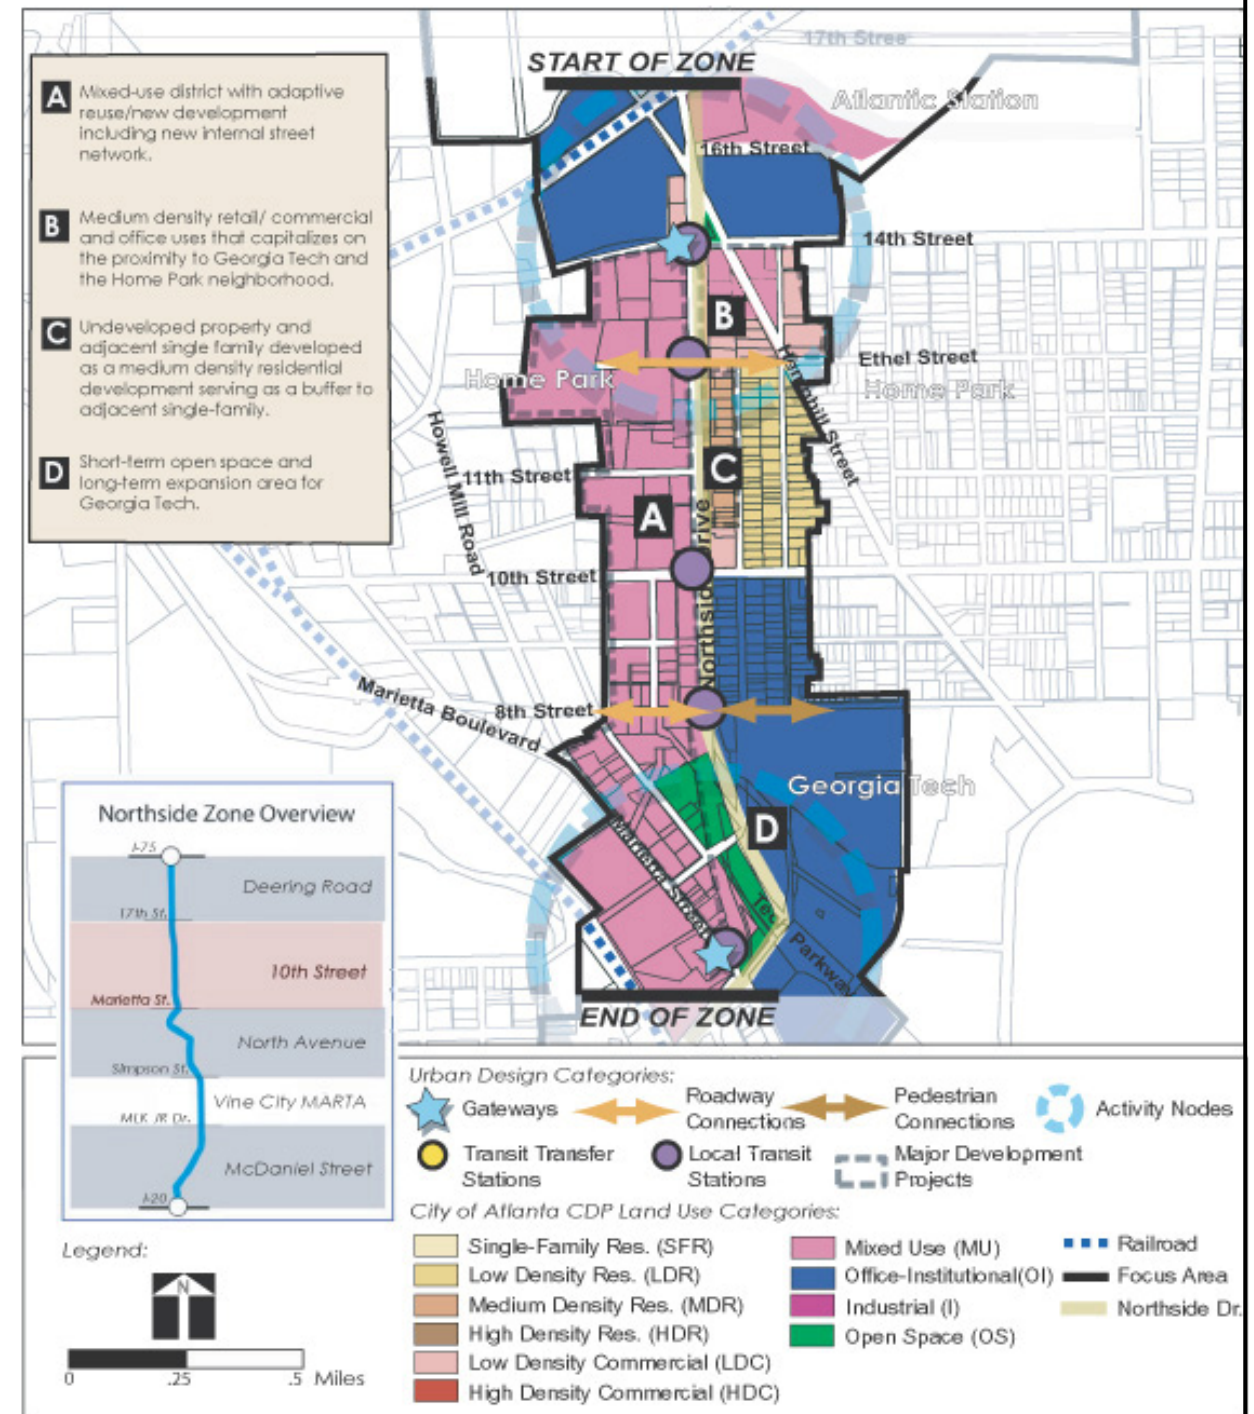 17th Stree
START OF ZONE
Atlantic Station
A
Mixed-use district with adaptive
reuse/new development
including new internal street
network.
B
Medium density retail/ commercial
and office uses that capitalizes on
the proximity to Georgia Tech and
the Home Park neighborhood.
C
Undeveloped property and
adjacent single family developed
as a medium density residential
development serving as a buffer to
adjacent single-family.
D
Short-term open space and
long-term expansion area for
Georgia Tech.
16th Street
14th Street
B
Ethel Street
Home Park
Home Park
Hemphill Street
Howell Mill Road
11th Street
C
A
Northside Drive
10th Street
Marietta Boulevard
8th Street
Georgia Tech
D
Marietta Street
Tech Parkway
END OF ZONE
Northside Zone Overview
I-75
Deering Road
17th St.
10th Street
Marietta St.
North Avenue
Simpson St.
Vine City MARTA
MLK JR Dr.
McDaniel Street
I-20
Legend:
N
0 .25 .5 Miles
Urban Design Categories:
Gateways
Roadway
Connections
Pedestrian
Connections
Activity Nodes
Transit Transfer
Stations
Local Transit
Stations
Major Development
Projects
City of Atlanta CDP Land Use Categories:
Single-Family Res. (SFR)
Low Density Res. (LDR)
Medium Density Res. (MDR)
High Density Res. (HDR)
Low Density Commercial (LDC)
High Density Commercial (HDC)
Mixed Use (MU)
Office-Institutional(OI)
Industrial (I)
Open Space (OS)
Railroad
Focus Area
Northside Dr.